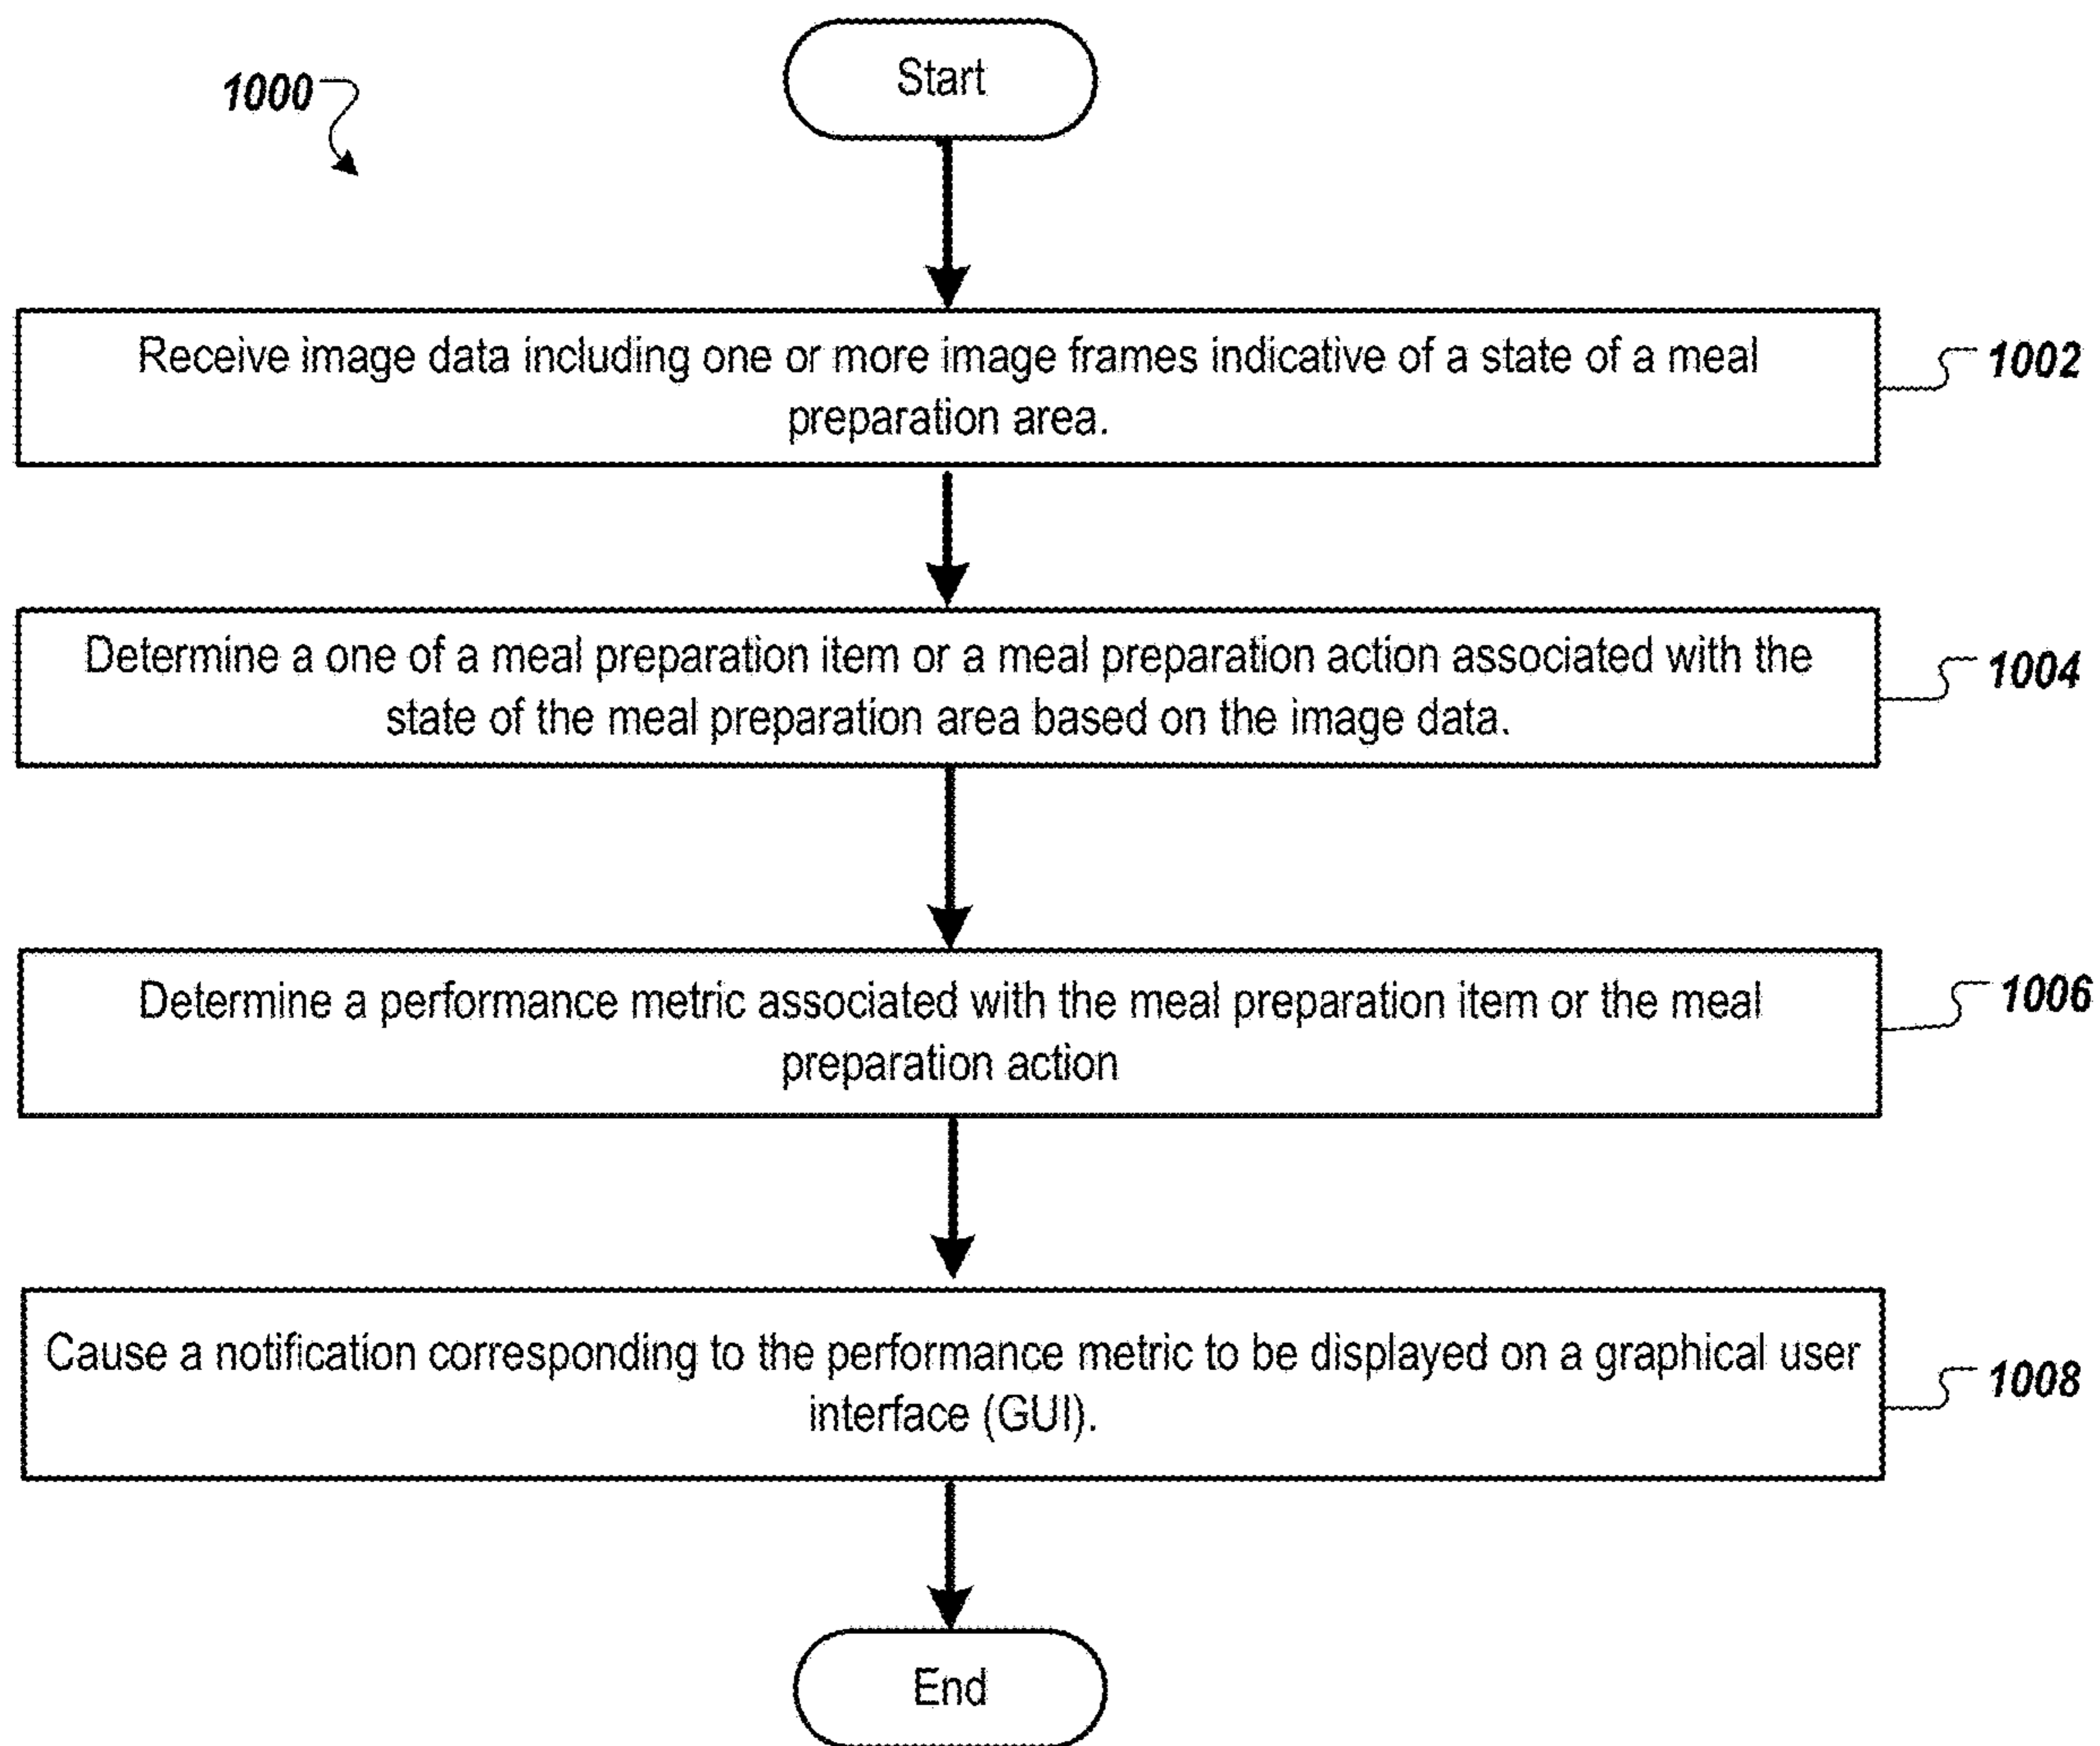 Start
1000
Receive image data including one or more image frames indicative of a state of a meal
preparation area.
1002
Determine a one of a meal preparation item or a meal preparation action associated with the
state of the meal preparation area based on the image data.
1004
Determine a performance metric associated with the meal preparation item or the meal
preparation action
1006
Cause a notification corresponding to the performance metric to be displayed on a graphical user
interface (GUI).
1008
End